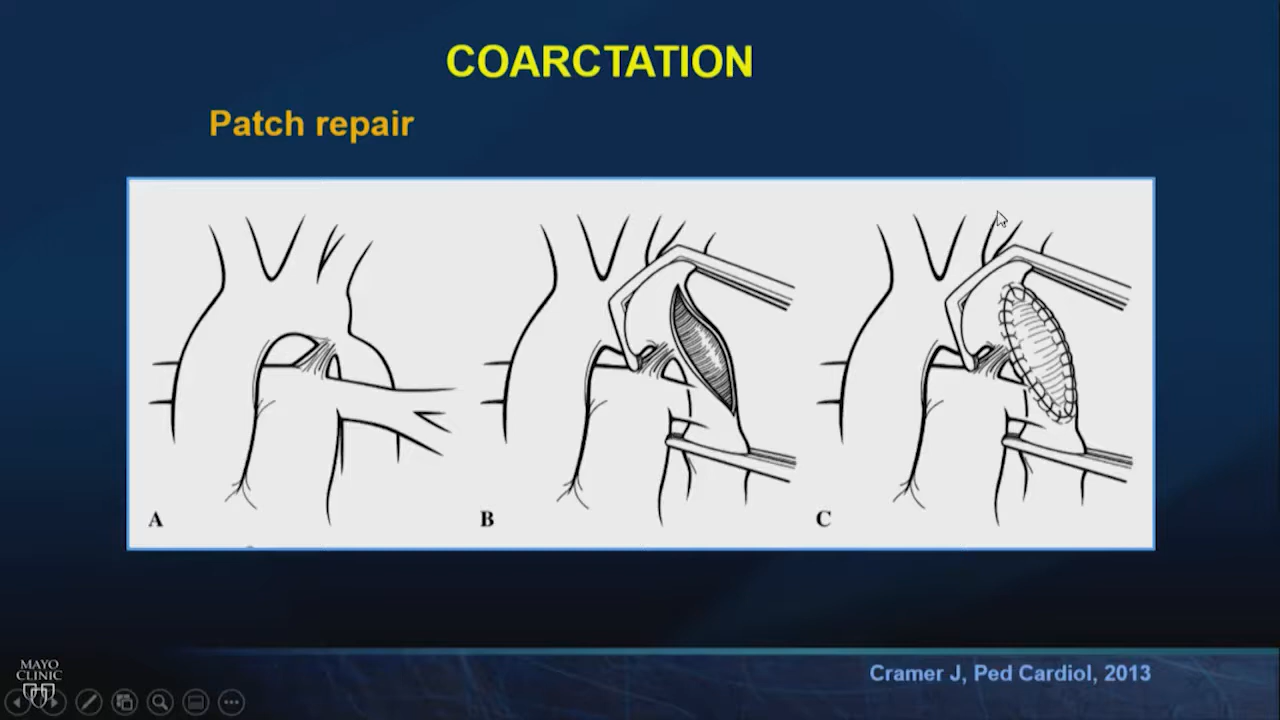 COARCTATION
Patch repair
A
B
C
Cramer J, Ped Cardiol, 2013
MAYO
CLINIC